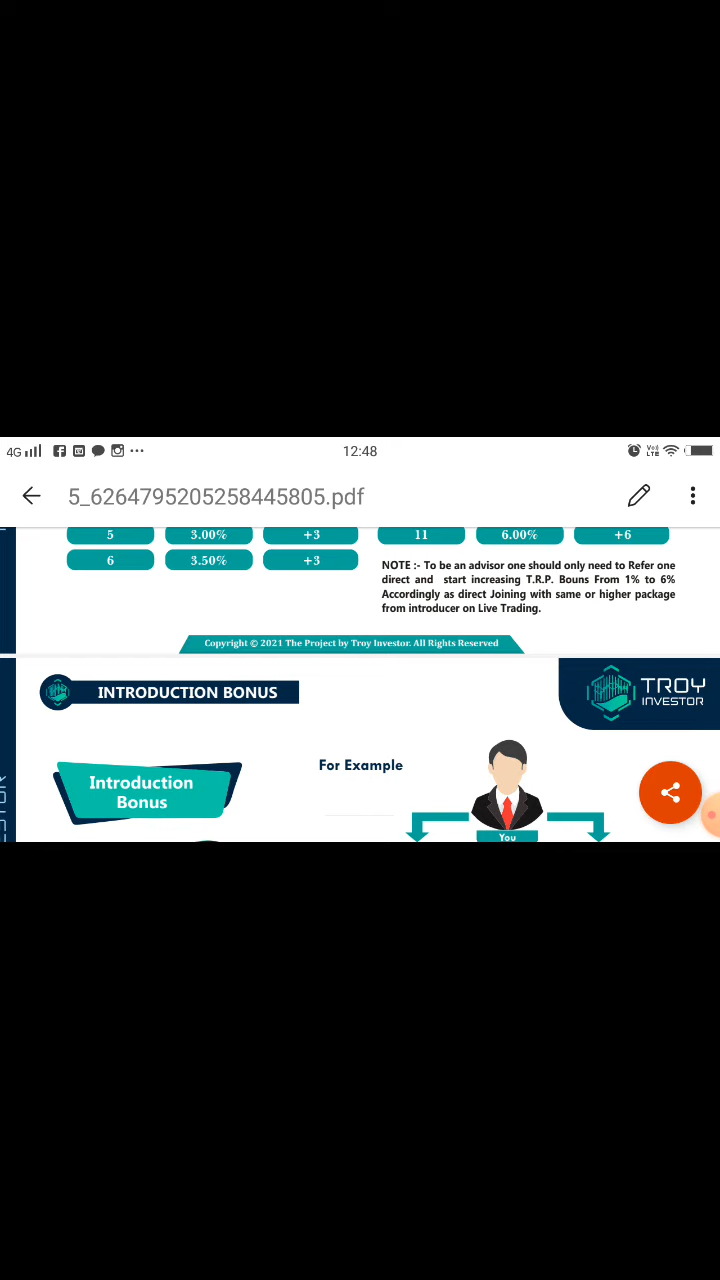 4G 12:48 Vo)) LTE
5_6264795205258445805.pdf
5 3.00% +3 11 6.00% +6
6 3.50% +3
NOTE :- To be an advisor one should only need to Refer one
direct and start increasing T.R.P. Bouns From 1% to 6%
Accordingly as direct Joining with same or higher package
from introducer on Live Trading.
Copyright © 2021 The Project by Troy Investor. All Rights Reserved
INTRODUCTION BONUS
TROY
INVESTOR
Introduction
Bonus
For Example
You